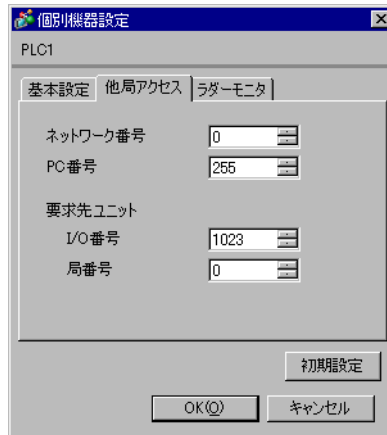 個別機器設定
PLC1
基本設定 他局アクセス ラダーモニタ
ネットワーク番号 0
PC番号 255
要求先ユニット
I/O番号 1023
局番号 0
初期設定
OK(O) キャンセル